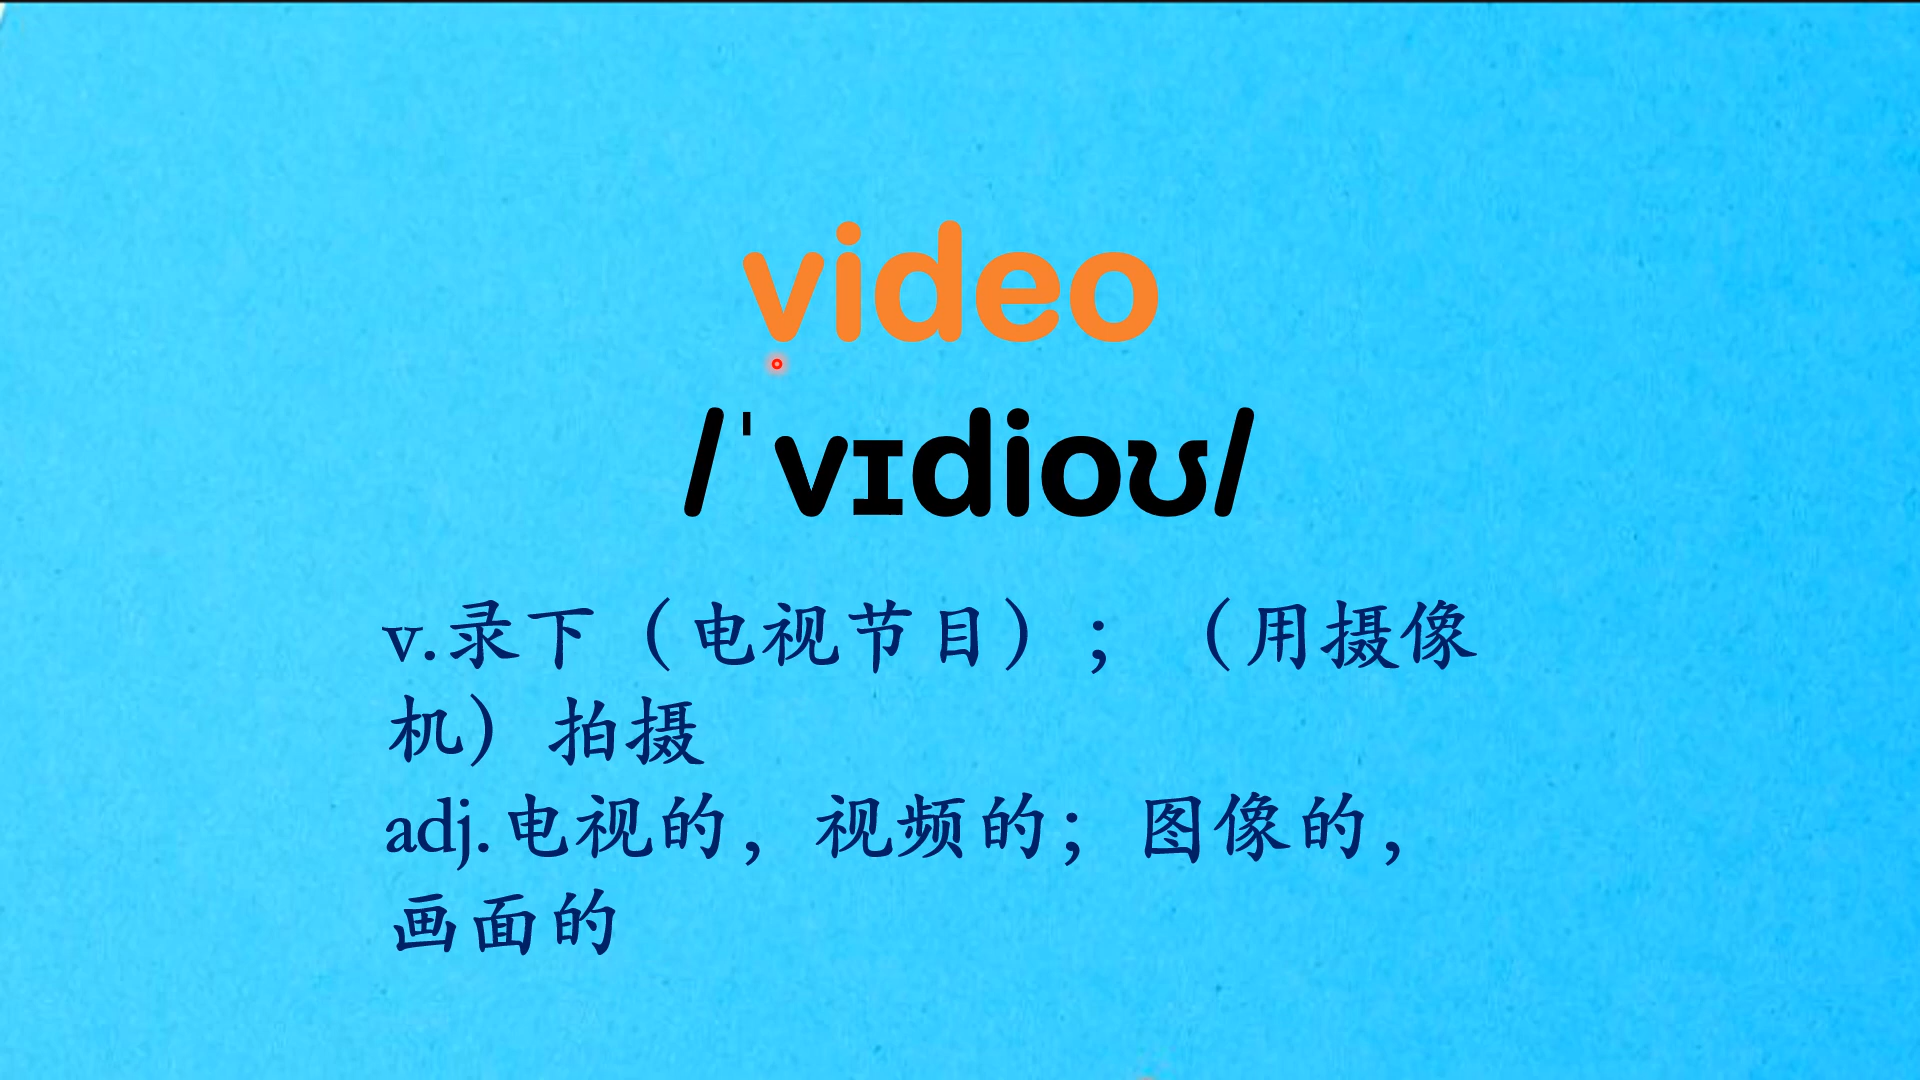 video
/ˈvɪdioʊ/
v.录下（电视节目）；（用摄像
机）拍摄
adj.电视的，视频的；图像的，
画面的